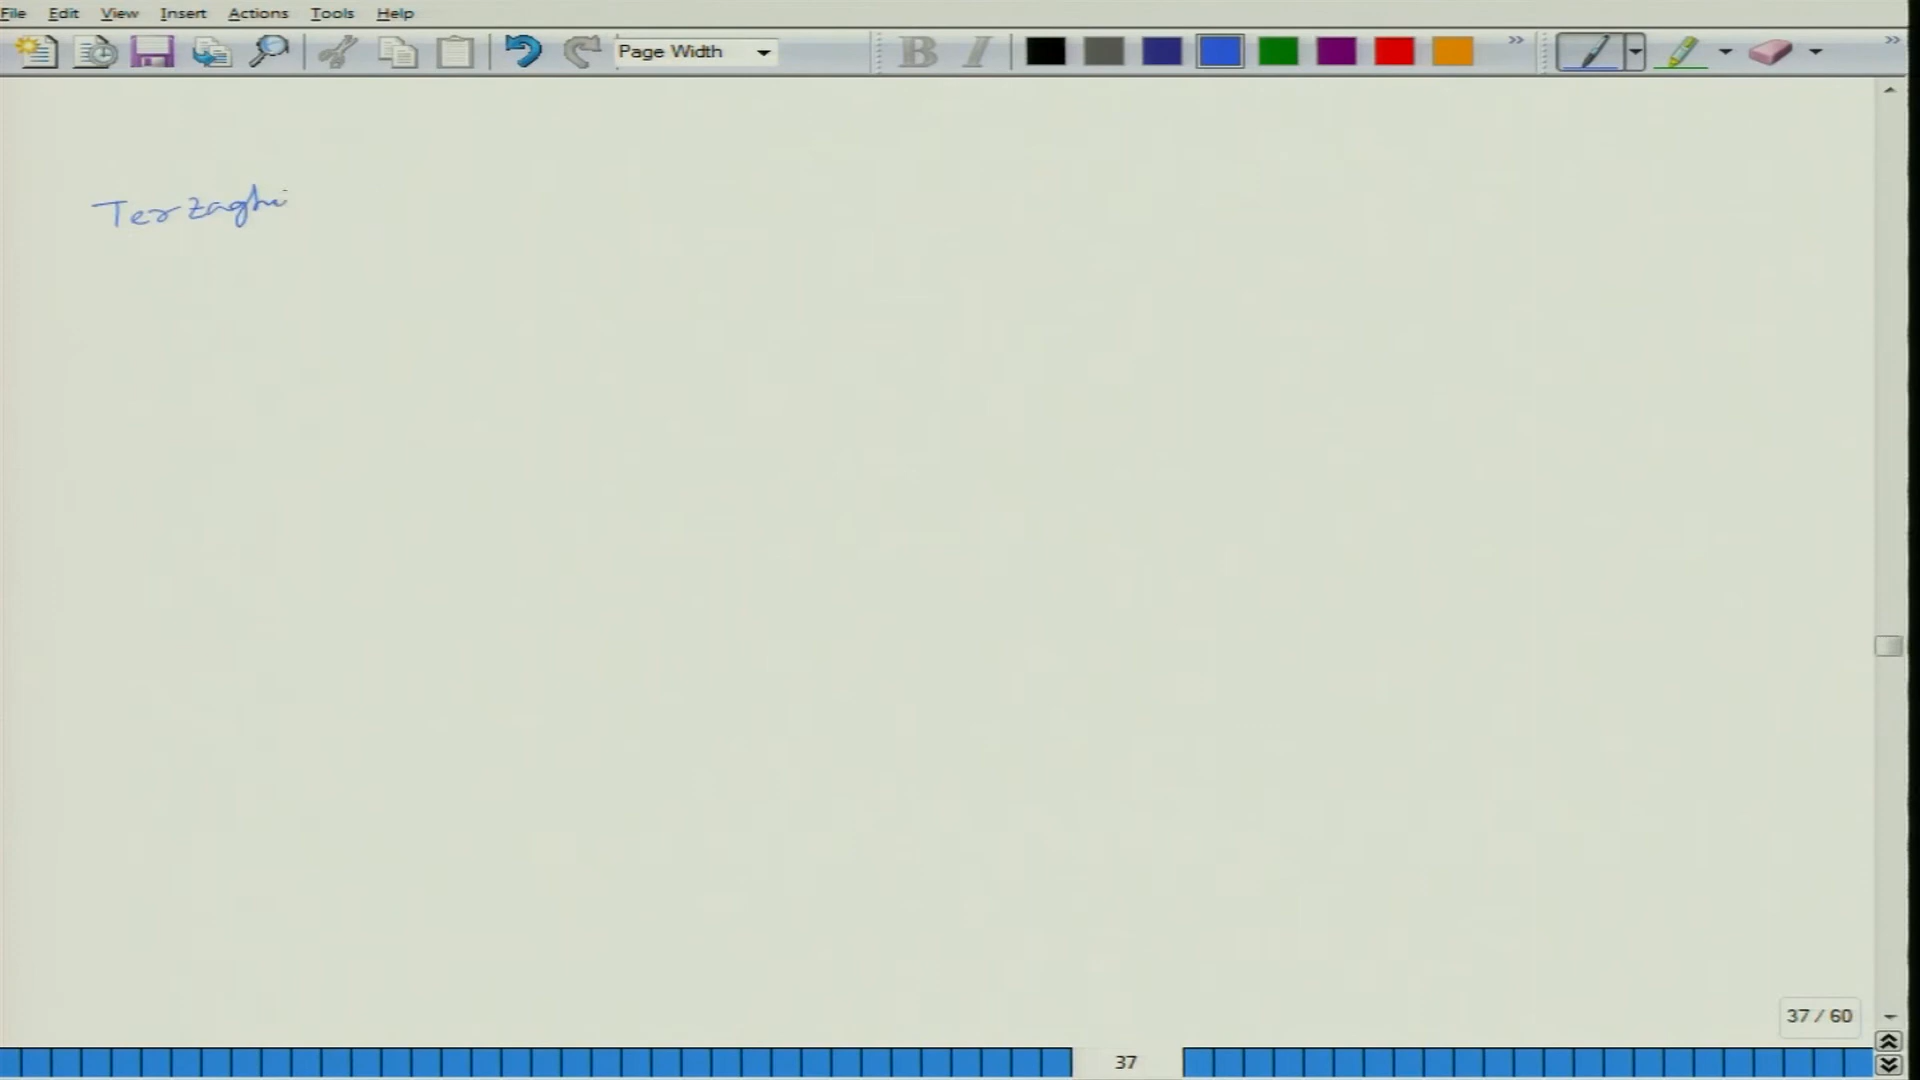 File Edit View Insert Actions Tools Help
Page Width B I
Terzaghi
37 / 60
37